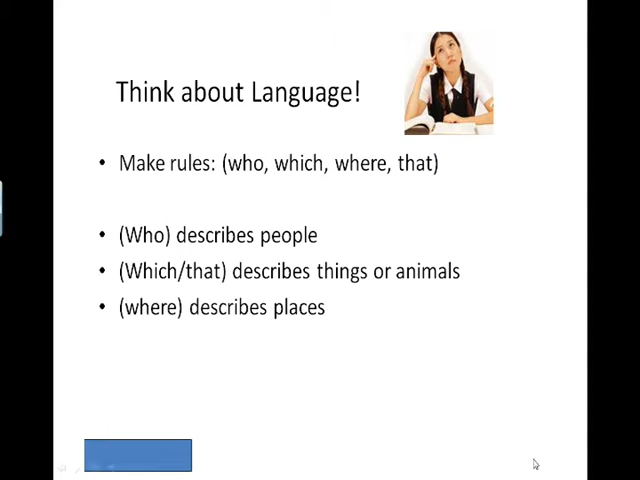 Think about Language!
• Make rules: (who, which, where, that)
• (Who) describes people
• (Which/that) describes things or animals
• (where) describes places